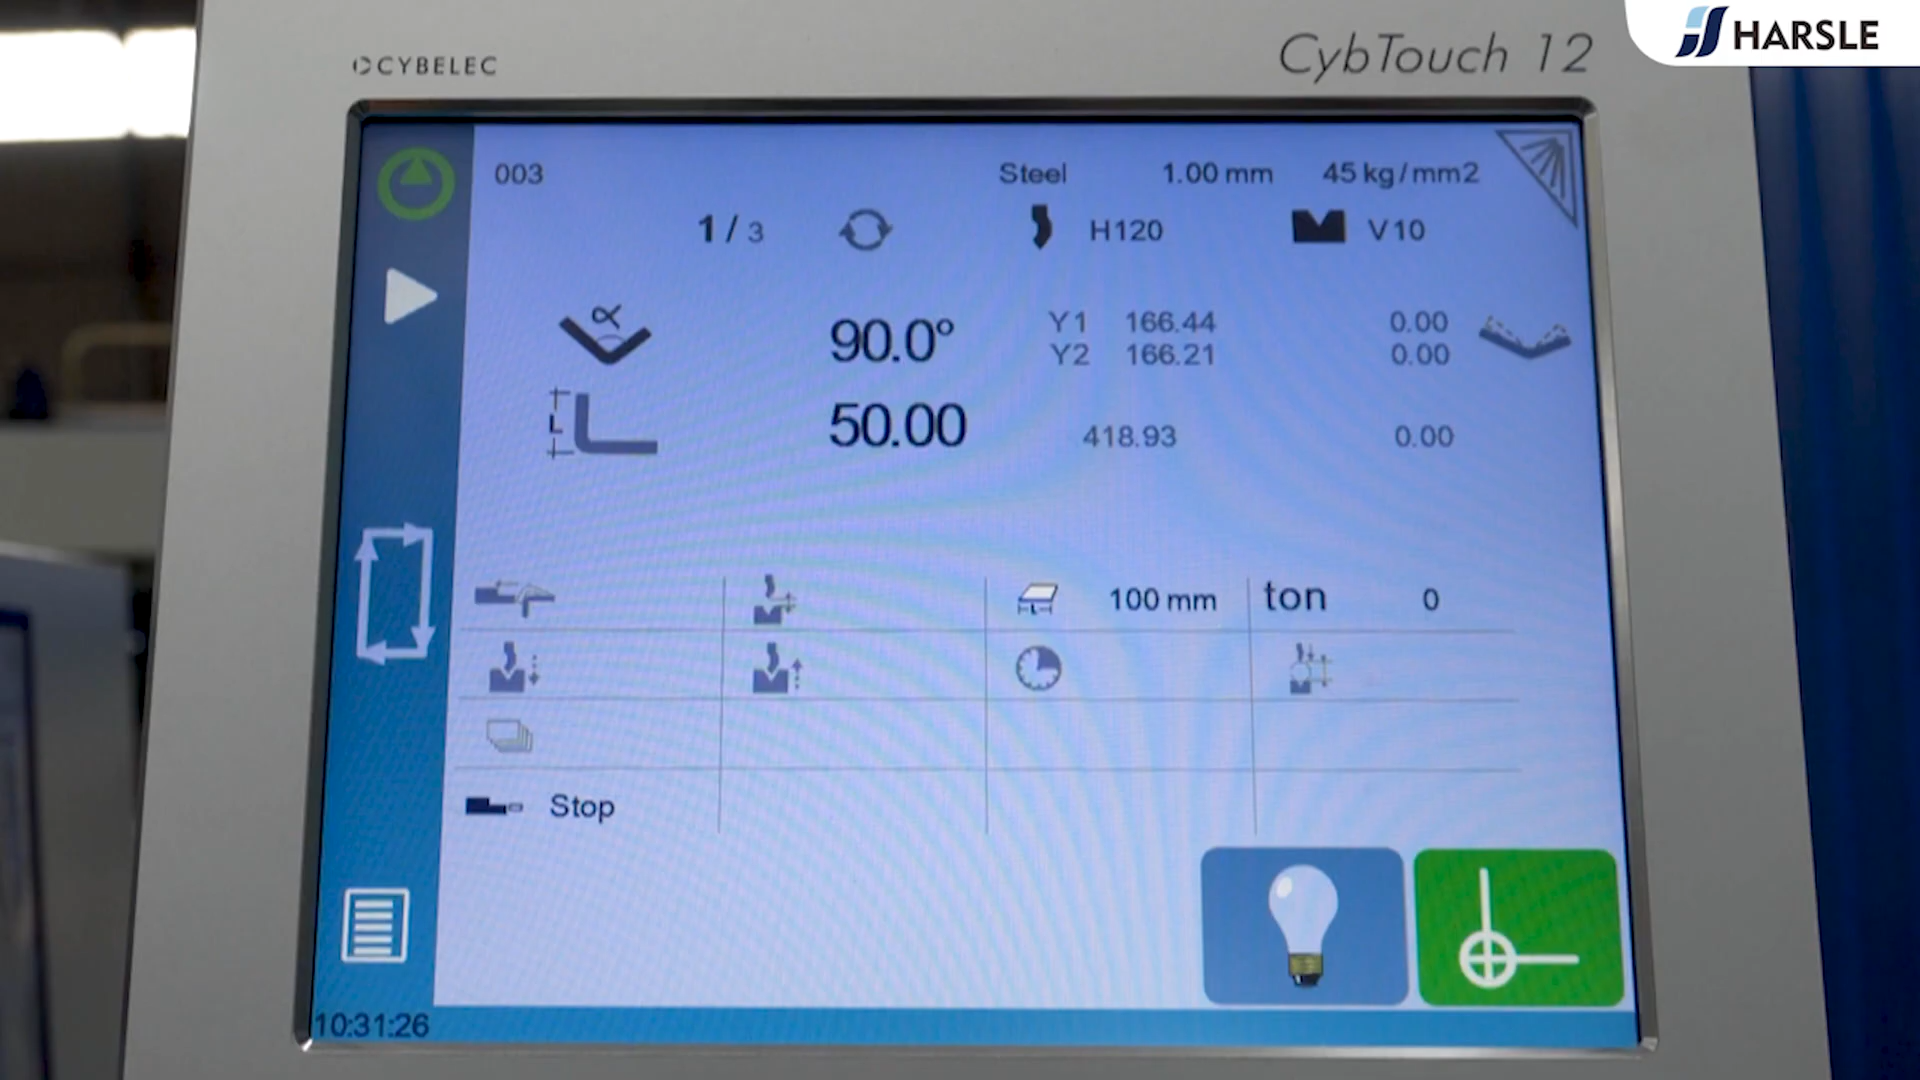 HARSLE
CYBELEC
CybTouch 12
003 Steel 1.00 mm 45 kg/mm2
1 / 3 H120 V10
α 90.0° Y1 166.44 0.00
Y2 166.21 0.00
L 50.00 418.93 0.00
L 100 mm ton 0
Stop
10:31:26